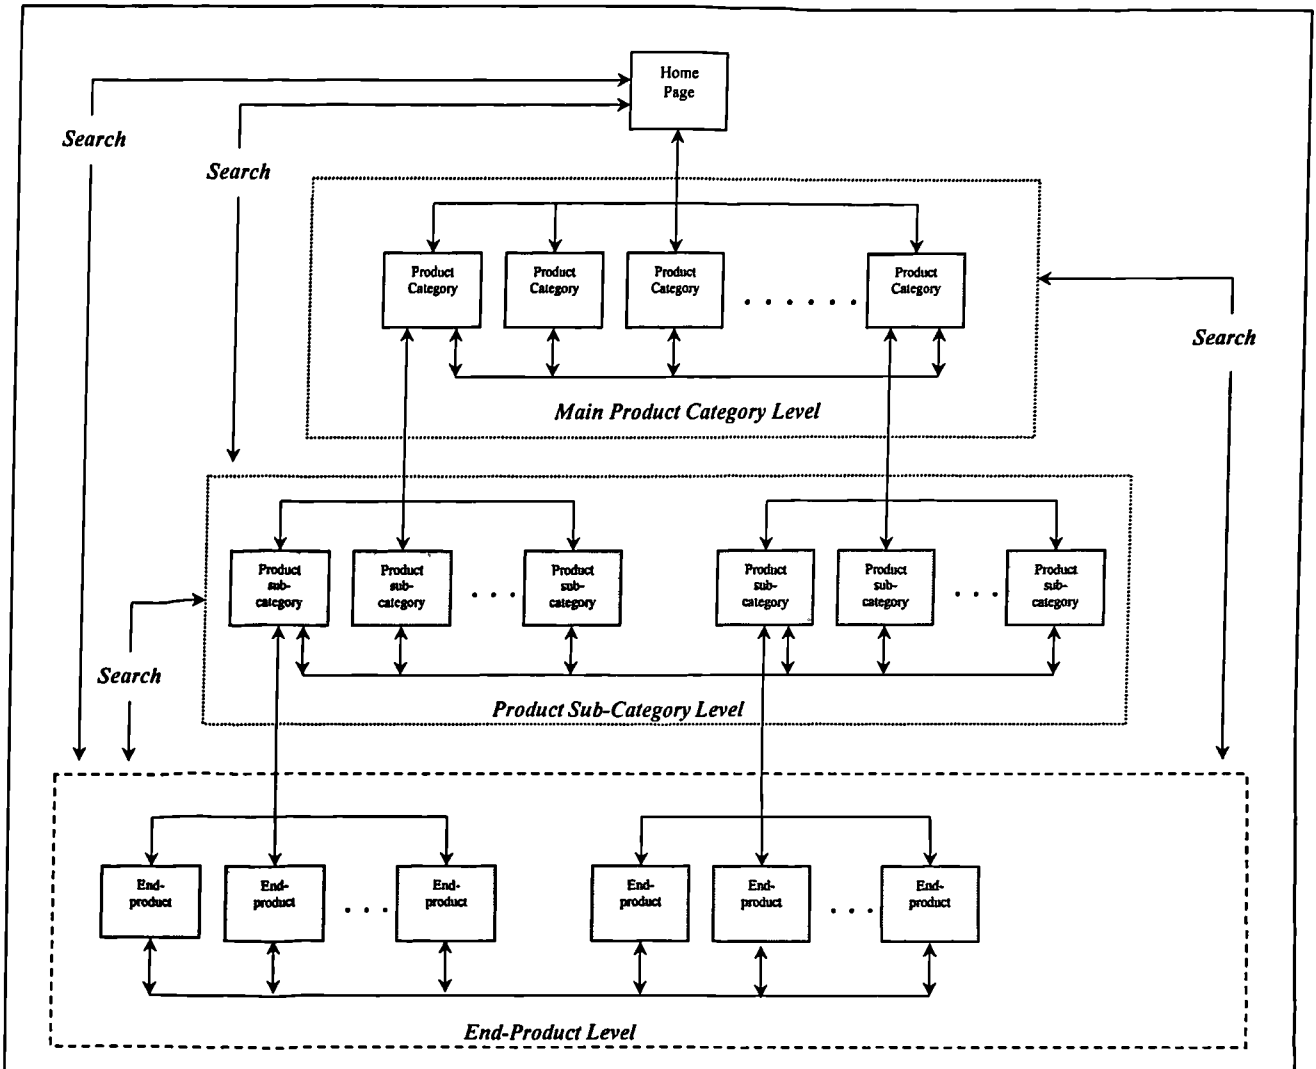 Home
Page
Search
Search
Product
Category
Product
Category
Product
Category
. . . . . .
Product
Category
Search
Main Product Category Level
Product
sub-
category
Product
sub-
category
. . .
Product
sub-
category
Product
sub-
category
Product
sub-
category
. . .
Product
sub-
category
Search
Product Sub-Category Level
End-
product
End-
product
. . .
End-
product
End-
product
End-
product
. . .
End-
product
End-Product Level